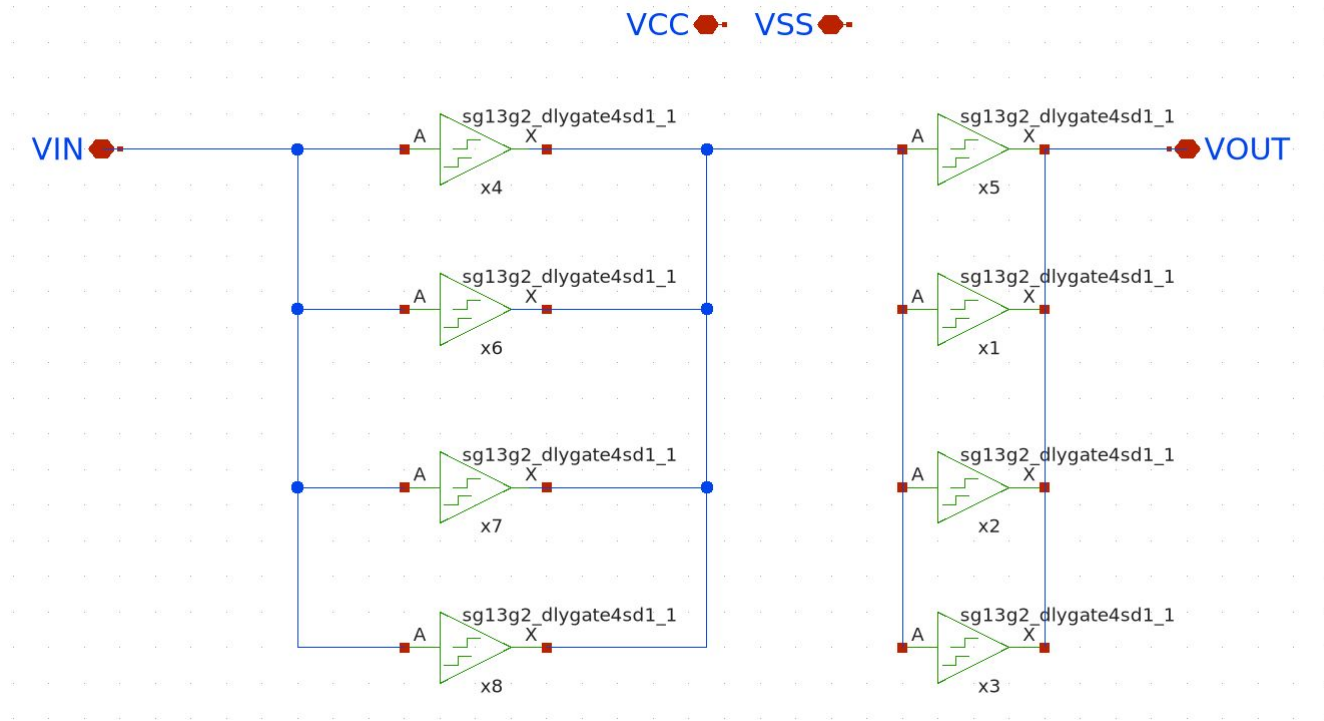 VCC VSS
sg13g2_dlygate4sd1_1 sg13g2_dlygate4sd1_1
VIN A X A X VOUT
x4 x5
sg13g2_dlygate4sd1_1 sg13g2_dlygate4sd1_1
A X A X
x6 x1
sg13g2_dlygate4sd1_1 sg13g2_dlygate4sd1_1
A X A X
x7 x2
sg13g2_dlygate4sd1_1 sg13g2_dlygate4sd1_1
A X A X
x8 x3